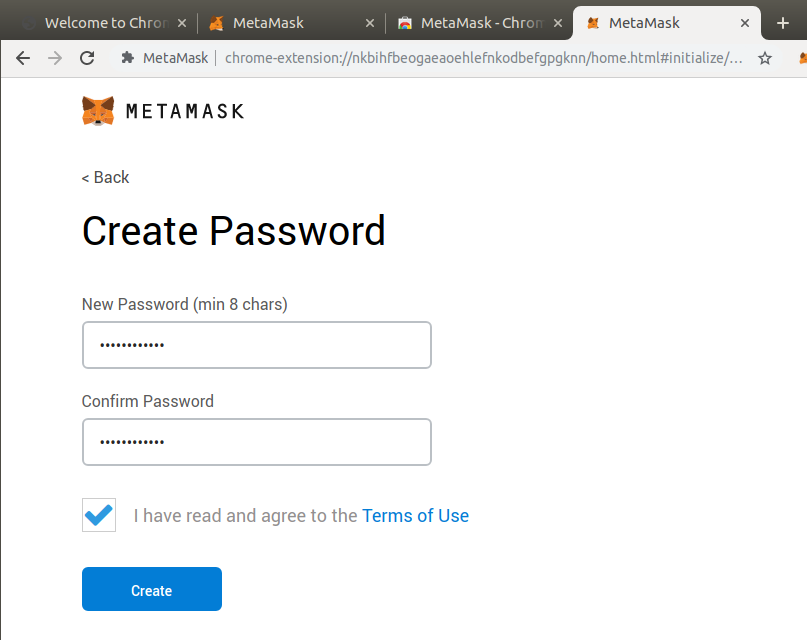 Welcome to Chron
MetaMask
MetaMask - Chrom
MetaMask
MetaMask
chrome-extension://nkbihfbeogaeaoehlefnkodbefgpgknn/home.html#initialize/...
METAMASK
< Back
Create Password
New Password (min 8 chars)
••••••••••••
Confirm Password
••••••••••••
I have read and agree to the Terms of Use
Create